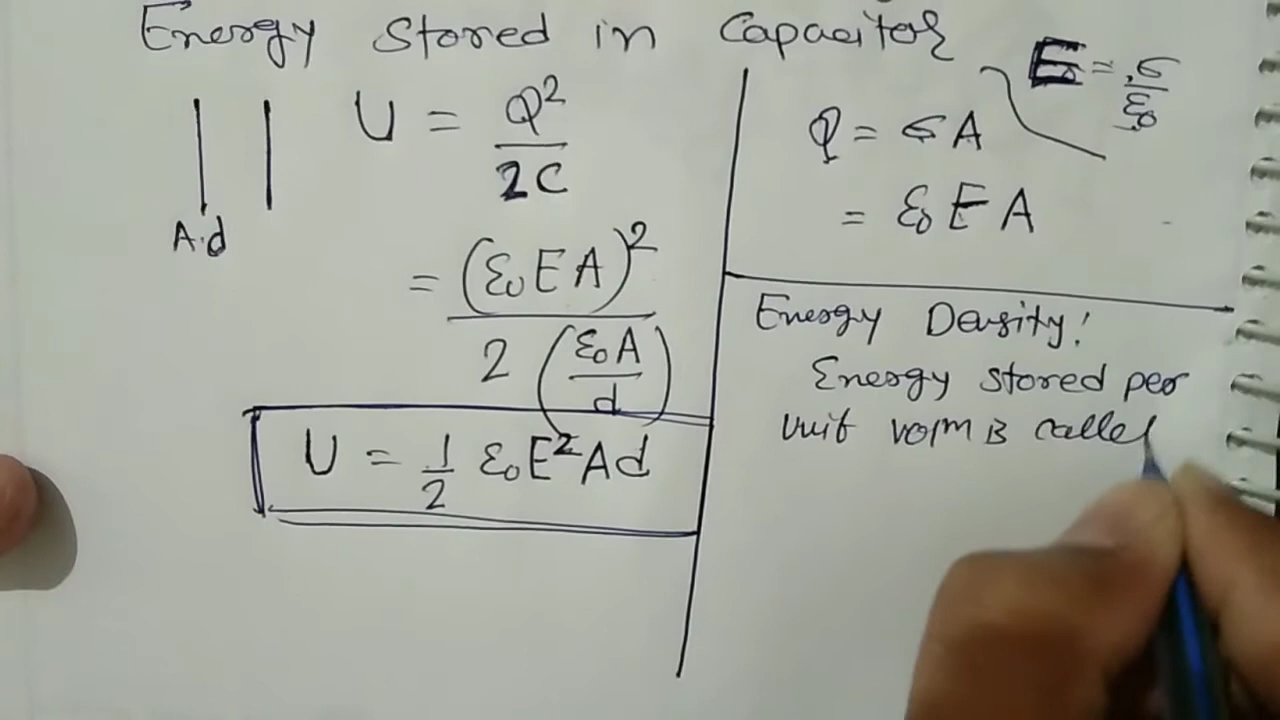 Energy Stored in Capacitor
A.d
U = Q²/2C
= (ε₀EA)²/2(ε₀A/d)
U = 1/2 ε₀E²Ad
E = σ/ε₀
Q = σA
= ε₀EA
Energy Density:
Energy stored per
Unit volm is called